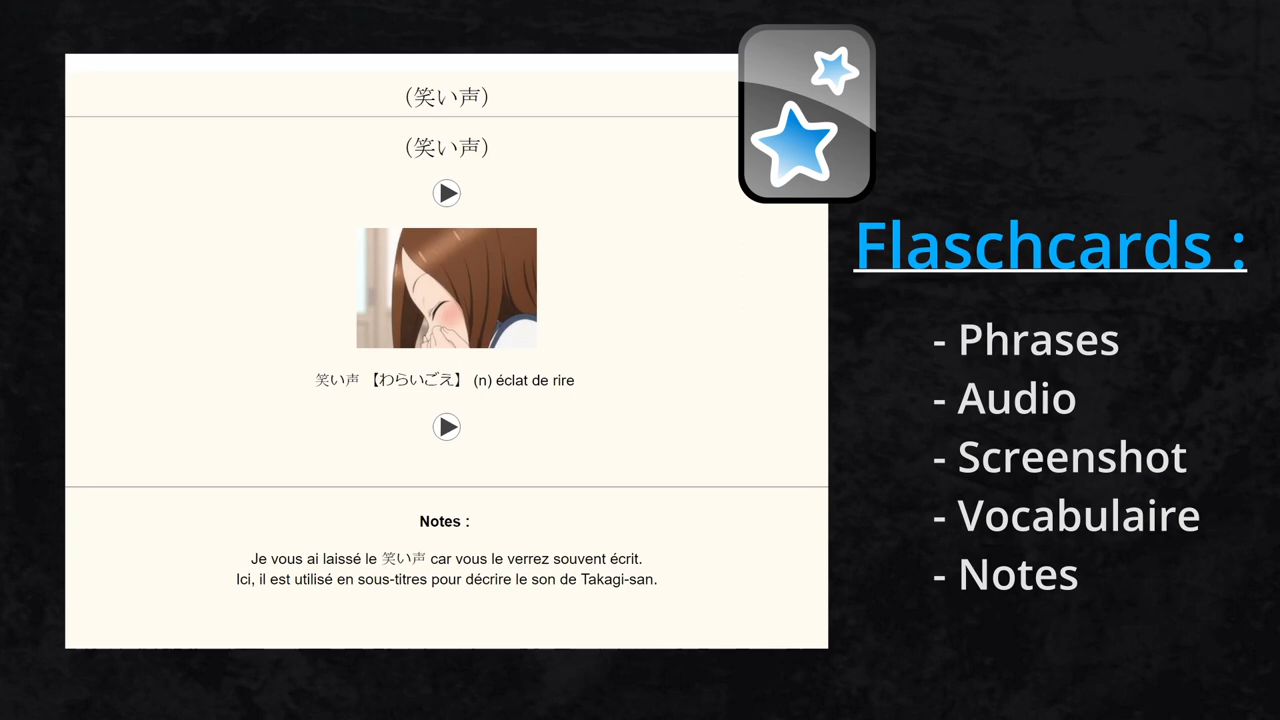 （笑い声）
（笑い声）
笑い声 【わらいごえ】 (n) éclat de rire
Notes :
Je vous ai laissé le 笑い声 car vous le verrez souvent écrit.
Ici, il est utilisé en sous-titres pour décrire le son de Takagi-san.
Flaschcards :
- Phrases
- Audio
- Screenshot
- Vocabulaire
- Notes